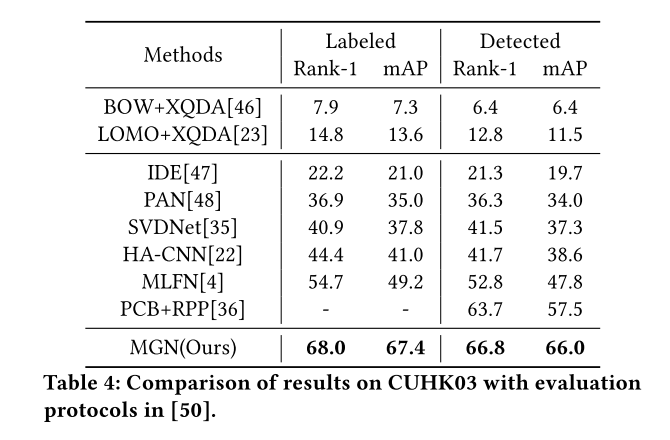 Methods Labeled Detected
Rank-1 mAP Rank-1 mAP
BOW+XQDA[46] 7.9 7.3 6.4 6.4
LOMO+XQDA[23] 14.8 13.6 12.8 11.5
IDE[47] 22.2 21.0 21.3 19.7
PAN[48] 36.9 35.0 36.3 34.0
SVDNet[35] 40.9 37.8 41.5 37.3
HA-CNN[22] 44.4 41.0 41.7 38.6
MLFN[4] 54.7 49.2 52.8 47.8
PCB+RPP[36] - - 63.7 57.5
MGN(Ours) 68.0 67.4 66.8 66.0
Table 4: Comparison of results on CUHK03 with evaluation
protocols in [50].